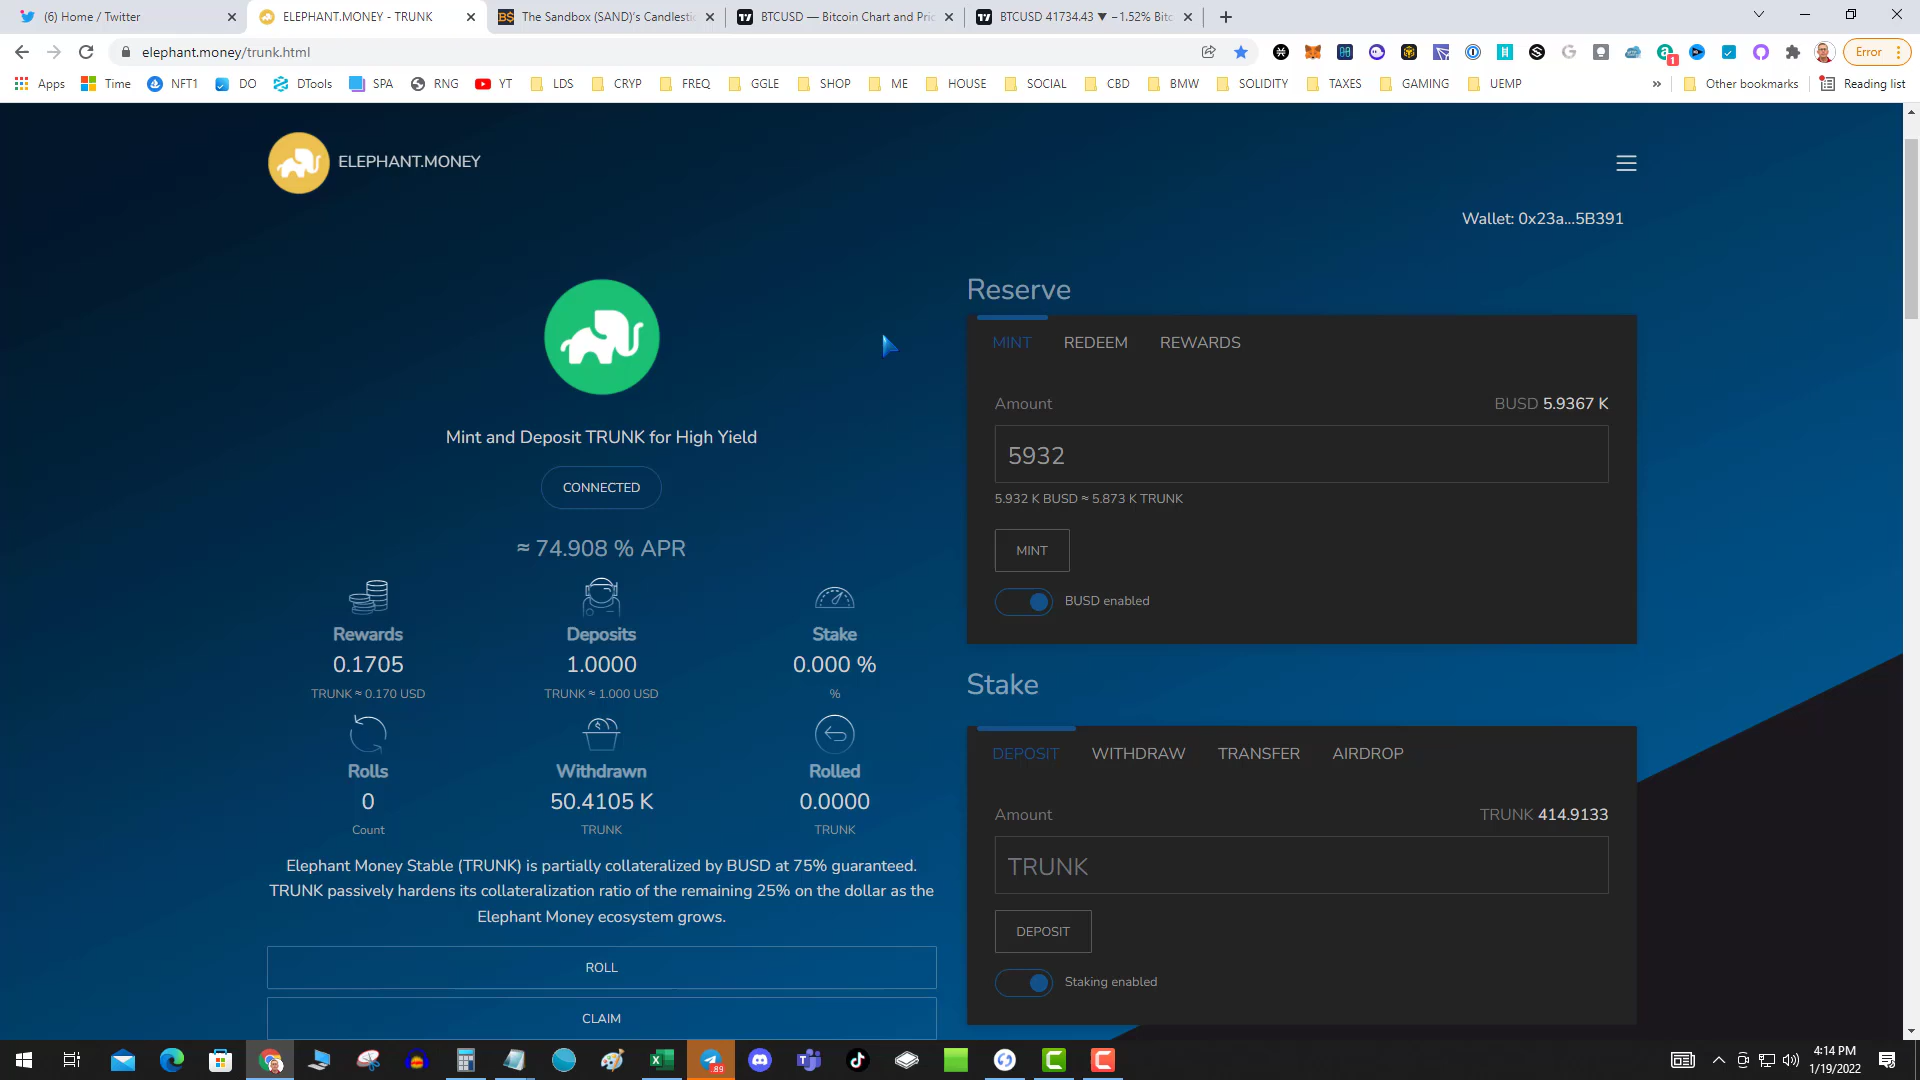 (6) Home / Twitter
ELEPHANT.MONEY - TRUNK
The Sandbox (SAND)'s Candlestic
BTCUSD — Bitcoin Chart and Pric
BTCUSD 41734.43 ▼ −1.52% Bitc
elephant.money/trunk.html
Error
Apps
Time
NFT1
DO
DTools
SPA
RNG
YT
LDS
CRYP
FREQ
GGLE
SHOP
ME
HOUSE
SOCIAL
CBD
BMW
SOLIDITY
TAXES
GAMING
UEMP
»
Other bookmarks
Reading list
ELEPHANT.MONEY
Wallet: 0x23a...5B391
Mint and Deposit TRUNK for High Yield
CONNECTED
≈ 74.908 % APR
Rewards
0.1705
TRUNK ≈ 0.170 USD
Deposits
1.0000
TRUNK ≈ 1.000 USD
Stake
0.000 %
%
Rolls
0
Count
Withdrawn
50.4105 K
TRUNK
Rolled
0.0000
TRUNK
Elephant Money Stable (TRUNK) is partially collateralized by BUSD at 75% guaranteed.
TRUNK passively hardens its collateralization ratio of the remaining 25% on the dollar as the
Elephant Money ecosystem grows.
ROLL
CLAIM
Reserve
MINT REDEEM REWARDS
Amount BUSD 5.9367 K
5932
5.932 K BUSD ≈ 5.873 K TRUNK
MINT
BUSD enabled
Stake
DEPOSIT WITHDRAW TRANSFER AIRDROP
Amount TRUNK 414.9133
TRUNK
DEPOSIT
Staking enabled
4:14 PM
1/19/2022